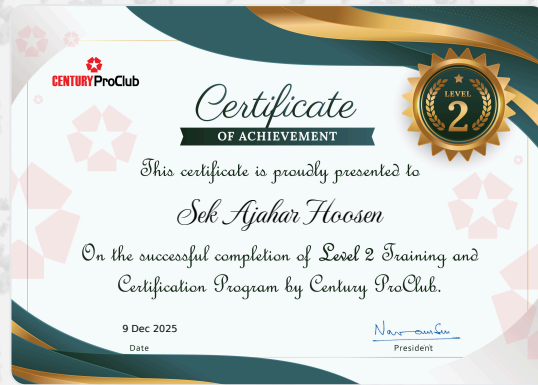 CENTURY ProClub
LEVEL
2
Certificate
OF ACHIEVEMENT
This certificate is proudly presented to
Sek Ajahar Hoosen
On the successful completion of Level 2 Training and
Certification Program by Century ProClub.
9 Dec 2025
Date
President